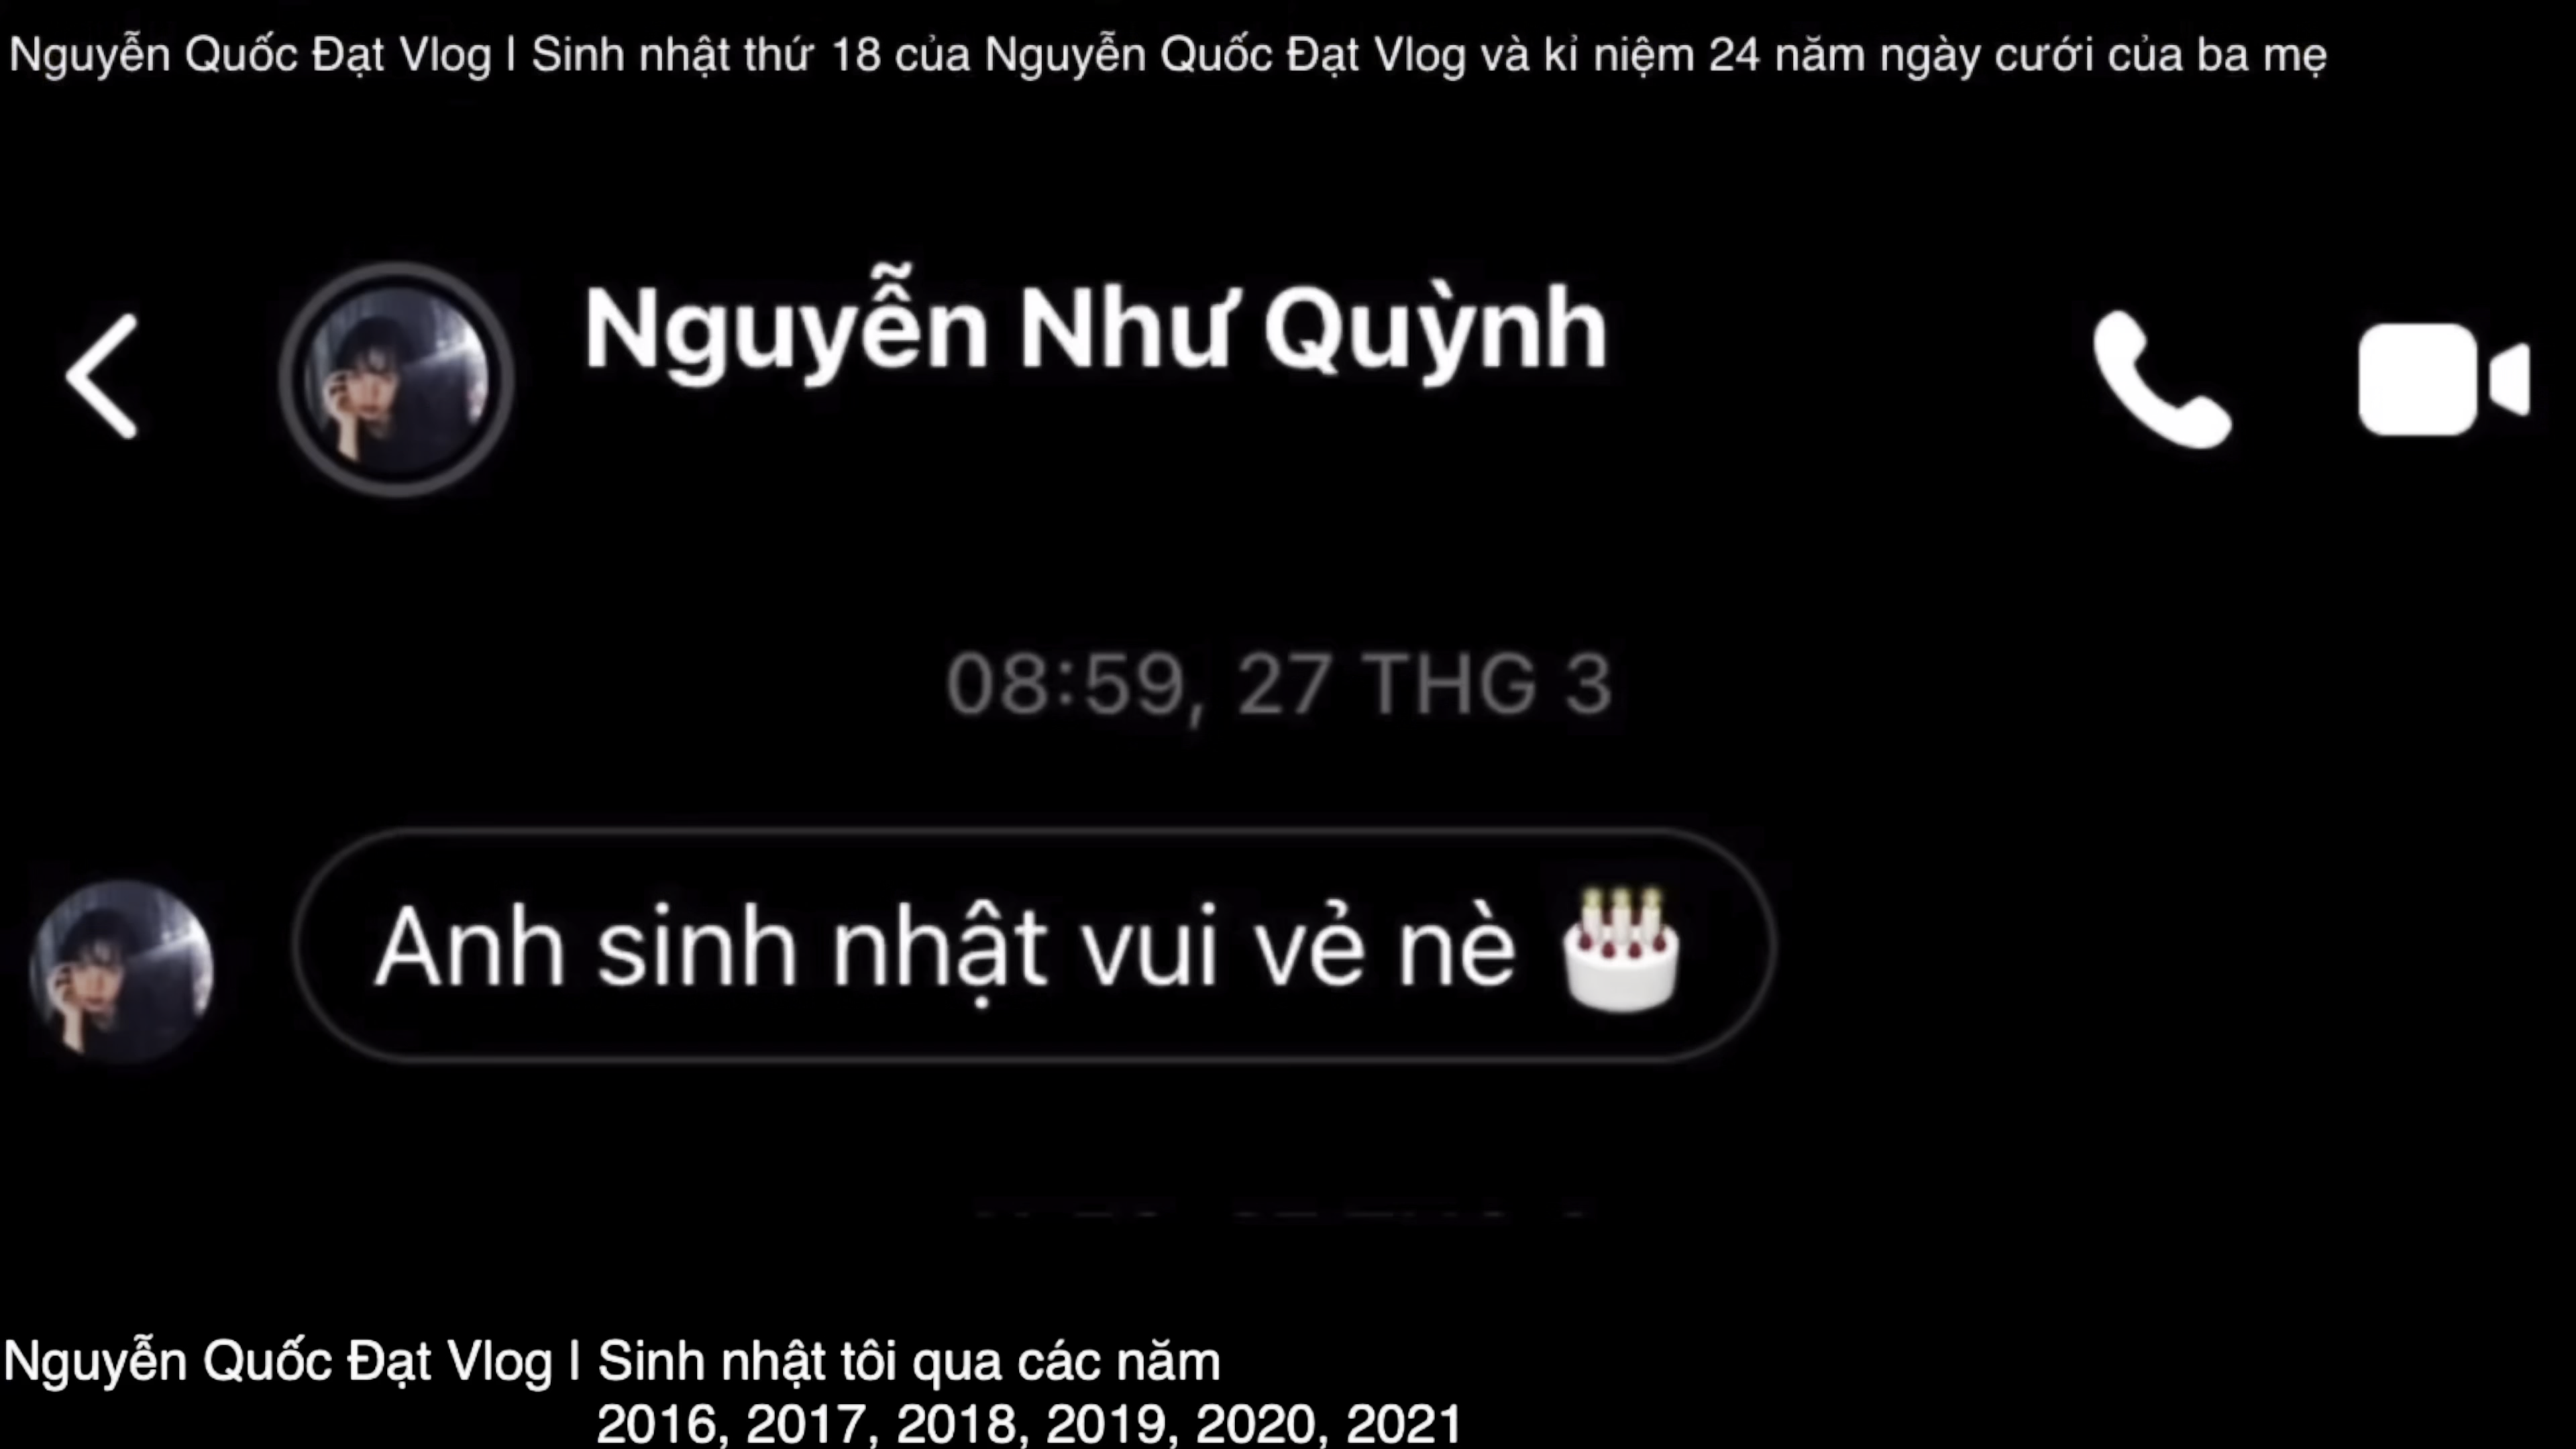 Nguyễn Quốc Đạt Vlog | Sinh nhật thứ 18 của Nguyễn Quốc Đạt Vlog và kỉ niệm 24 năm ngày cưới của ba mẹ
Nguyễn Như Quỳnh
08:59, 27 THG 3
Anh sinh nhật vui vẻ nè 🎂
Nguyễn Quốc Đạt Vlog | Sinh nhật tôi qua các năm
2016, 2017, 2018, 2019, 2020, 2021